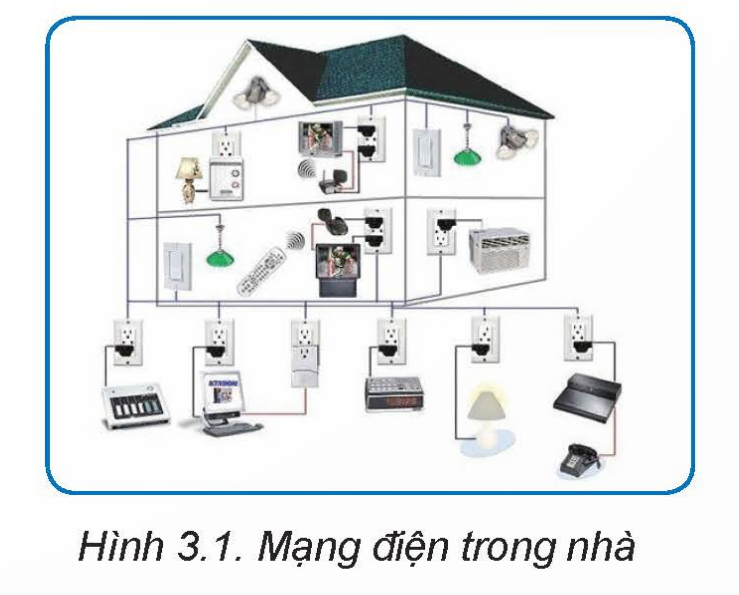 Hình 3.1. Mạng điện trong nhà